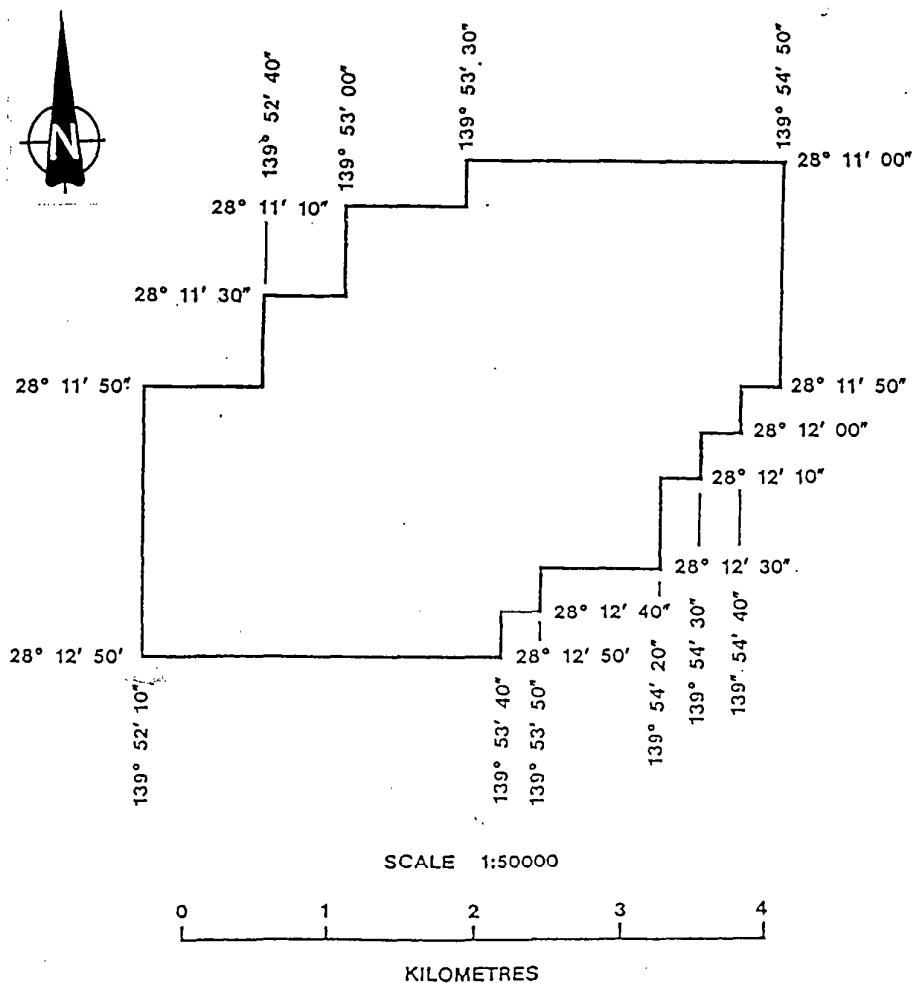 N
139° 52' 40"
139° 53' 00"
139° 53' 30"
139° 54' 50"
28° 11' 00"
28° 11' 10"
28° 11' 30"
28° 11' 50"
28° 11' 50"
28° 12' 00"
28° 12' 10"
28° 12' 30"
28° 12' 40"
28° 12' 50'
28° 12' 50'
139° 52' 10"
139° 53' 40"
139° 53' 50"
139° 54' 20"
139° 54' 30"
139" 54' 40"
SCALE 1:50000
0 1 2 3 4
KILOMETRES